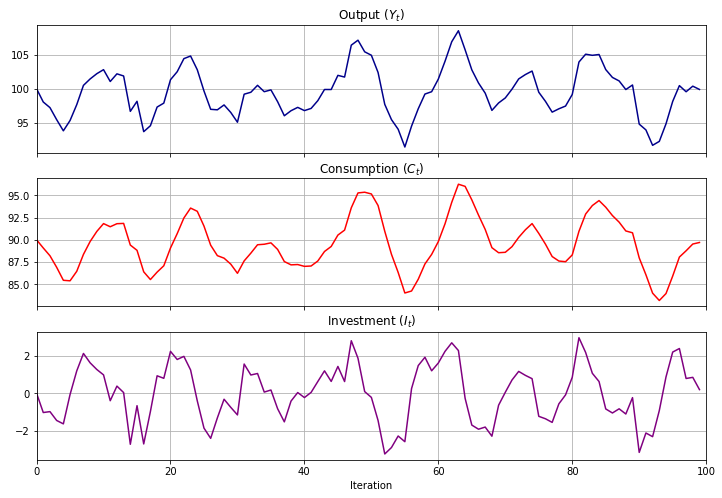 Output (Y_t)
105
100
95
Consumption (C_t)
95.0
92.5
90.0
87.5
85.0
Investment (I_t)
2
0
−2
0 20 40 60 80 100
Iteration